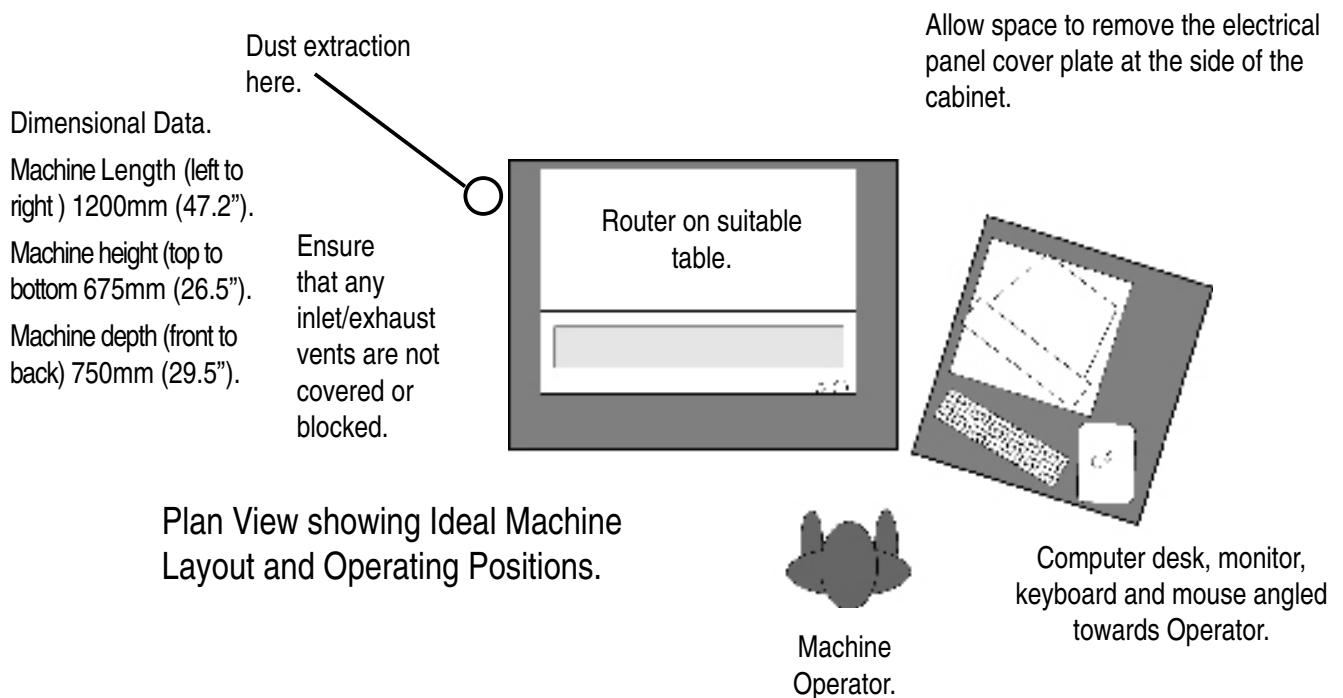 Dust extraction
here.
Allow space to remove the electrical
panel cover plate at the side of the
cabinet.
Dimensional Data.
Machine Length (left to
right ) 1200mm (47.2”).
Machine height (top to
bottom 675mm (26.5”).
Machine depth (front to
back) 750mm (29.5”).
Ensure
that any
inlet/exhaust
vents are not
covered or
blocked.
Router on suitable
table.
Plan View showing Ideal Machine
Layout and Operating Positions.
Computer desk, monitor,
keyboard and mouse angled
towards Operator.
Machine
Operator.